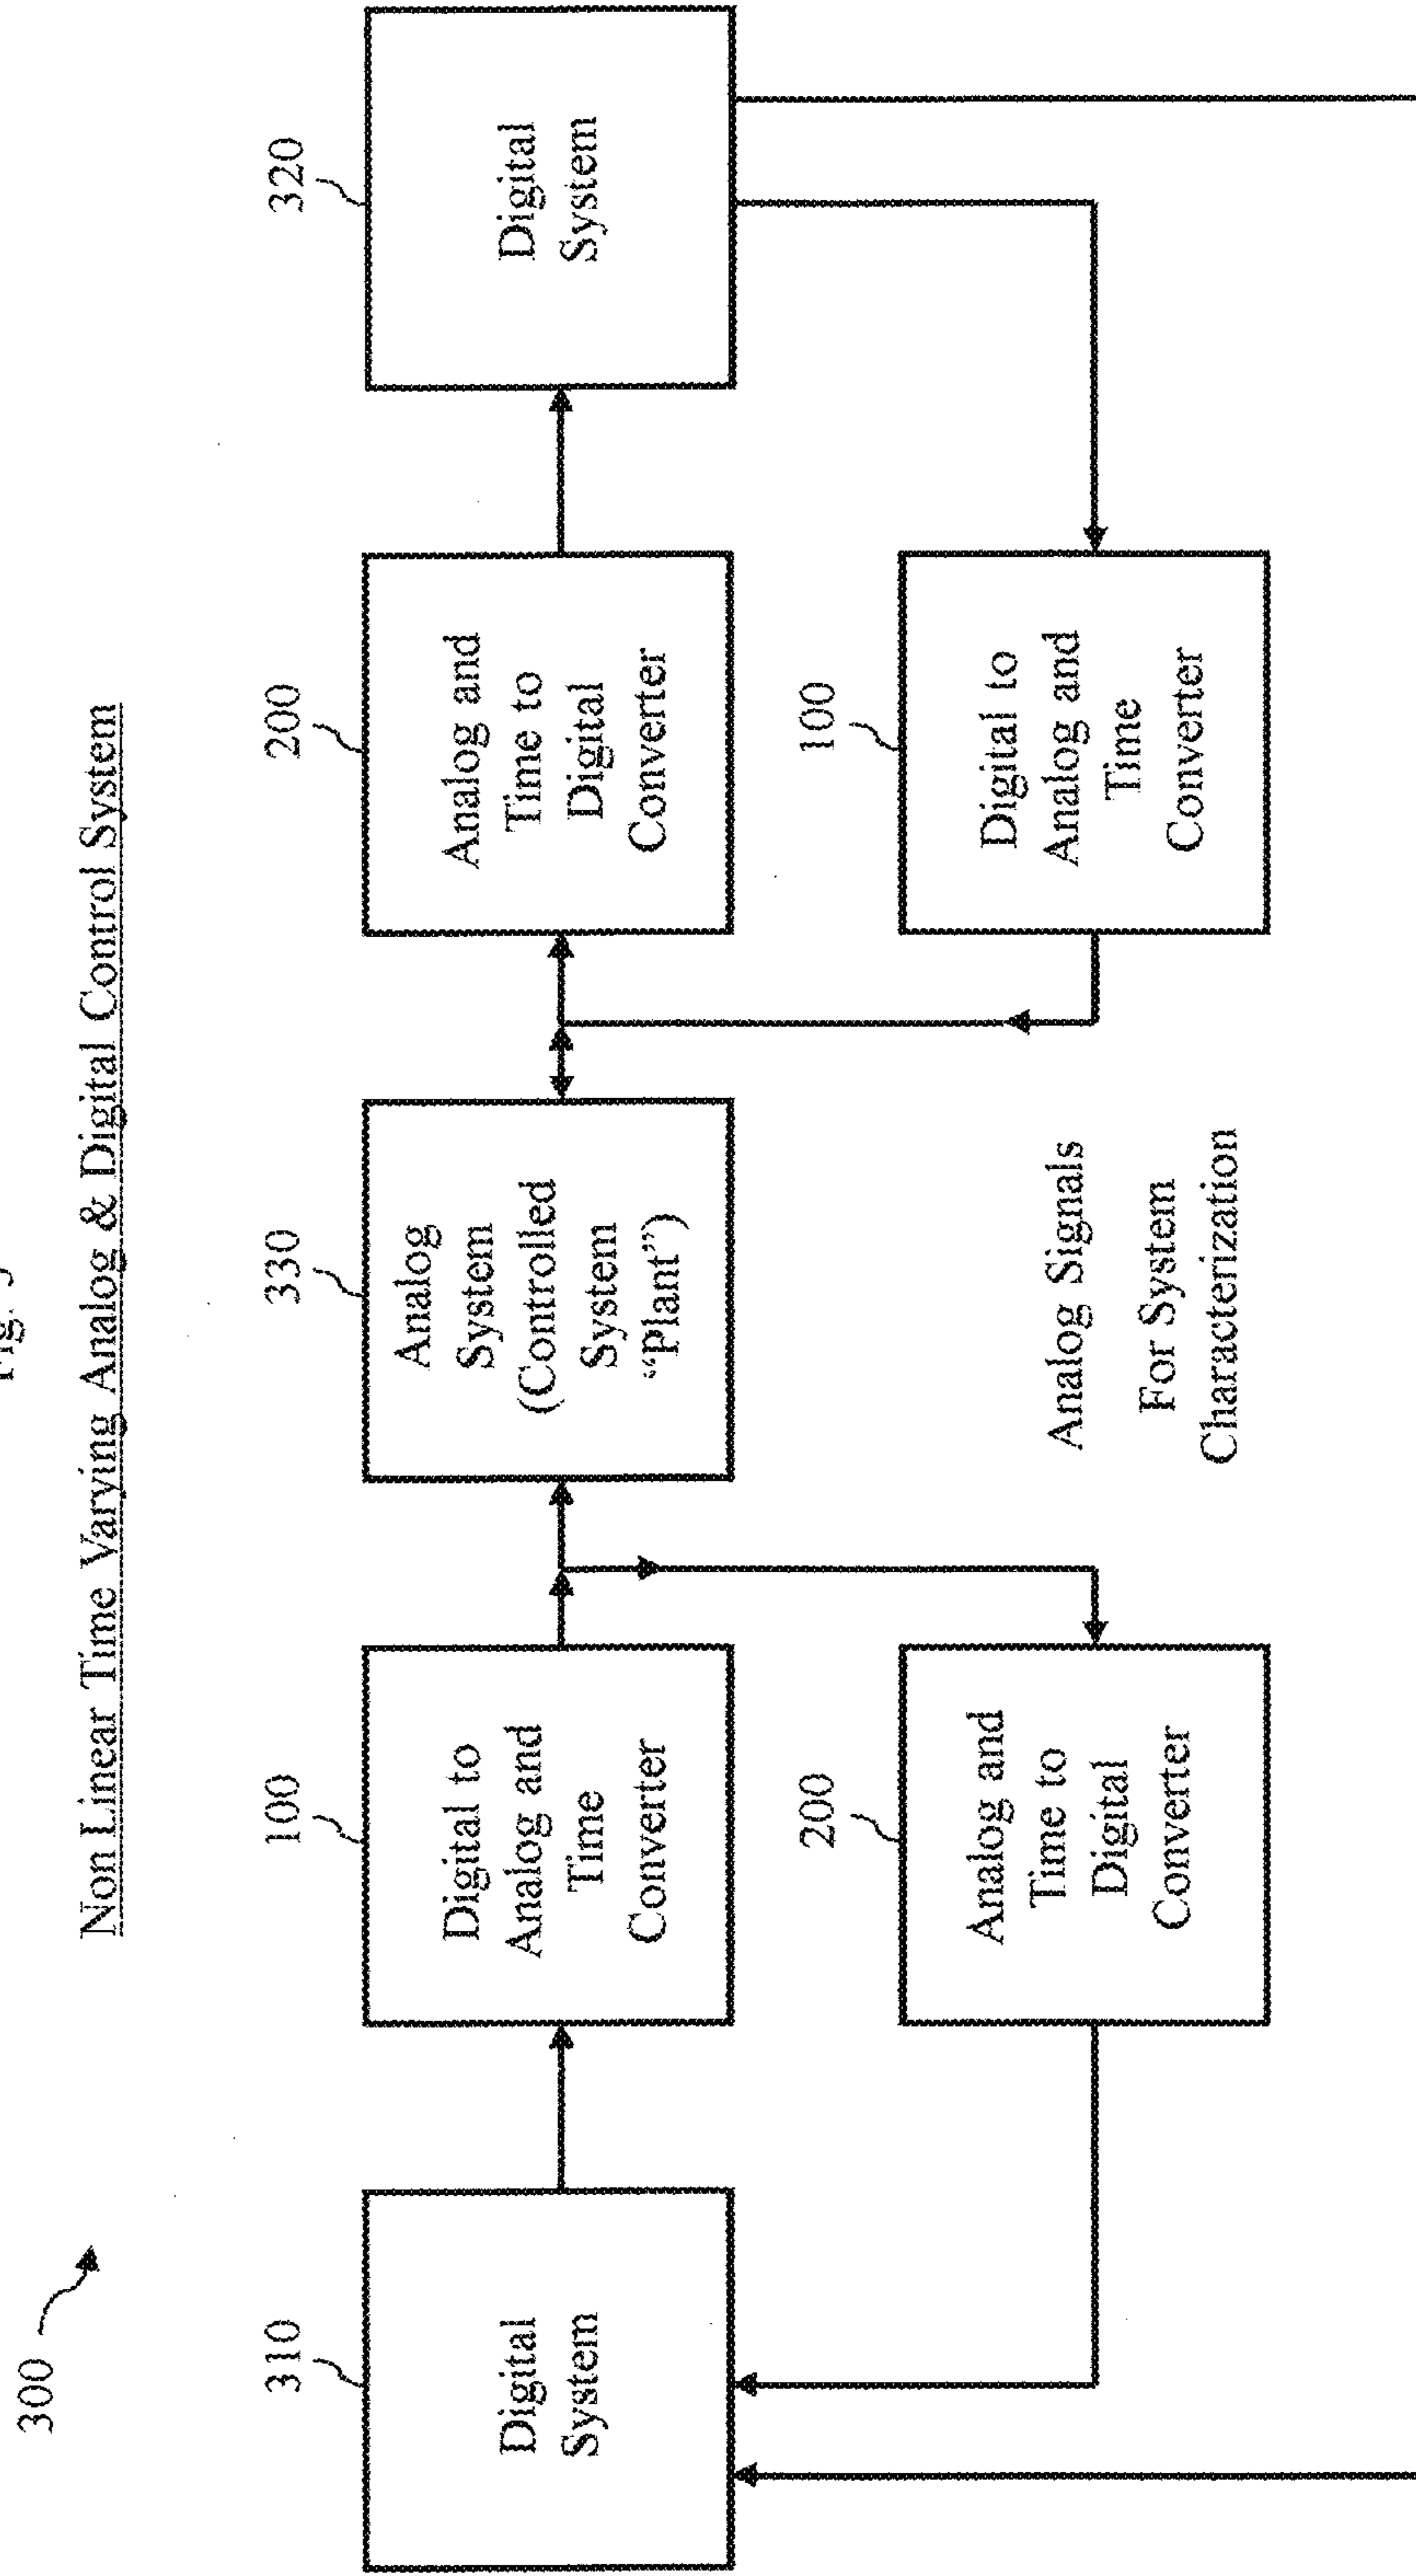 Fig.
300
Non Linear Time Varying Analog & Digital Control System
310
Digital
System
100
Digital to
Analog and
Time
Converter
330
Analog
System
(Controlled
System
“Plant”)
200
Analog and
Time to
Digital
Converter
320
Digital
System
200
Analog and
Time to
Digital
Converter
Analog Signals
For System
Characterization
100
Digital to
Analog and
Time
Converter